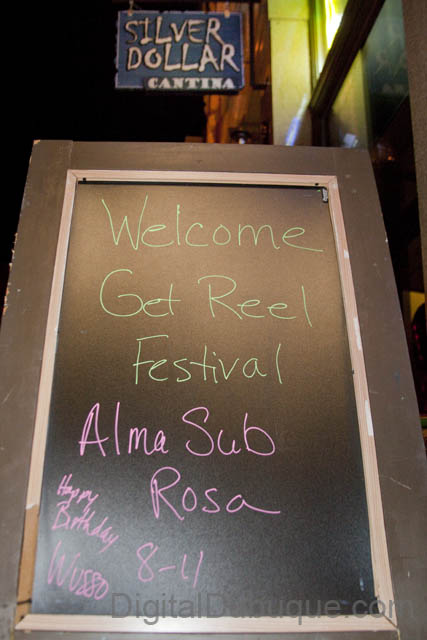 SILVER
DOLLAR
CANTINA
Welcome
Get Reel
Festival
Alma Sub
Rosa
8-11
Happy
Birthday
Wusso
DigitalDubuque.com